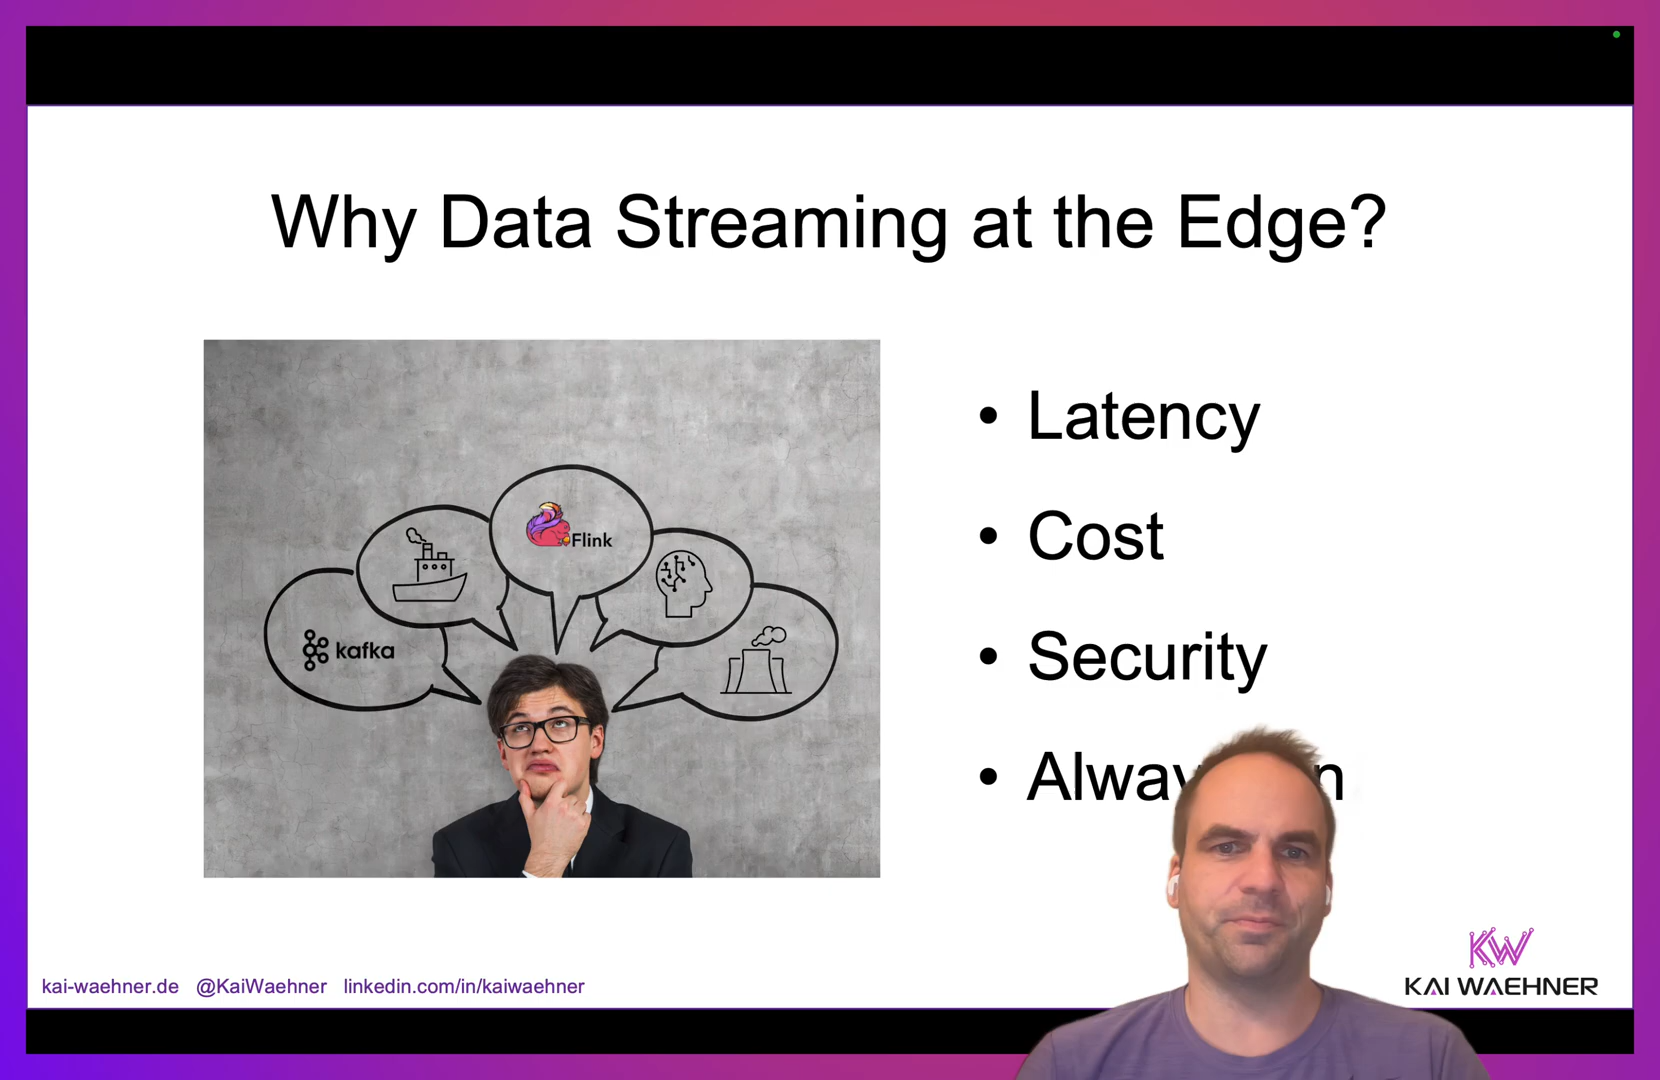 Why Data Streaming at the Edge?
Flink
kafka
• Latency
• Cost
• Security
• Alway n
kai-waehner.de @KaiWaehner linkedin.com/in/kaiwaehner
KW
KAI WAEHNER